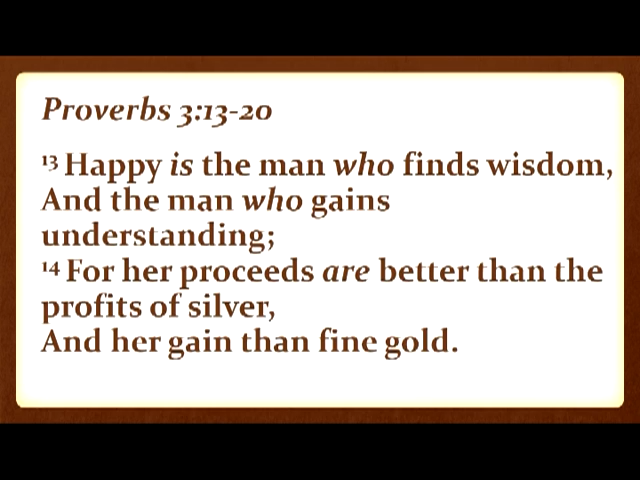 Proverbs 3:13-20
13 Happy is the man who finds wisdom,
And the man who gains
understanding;
14 For her proceeds are better than the
profits of silver,
And her gain than fine gold.